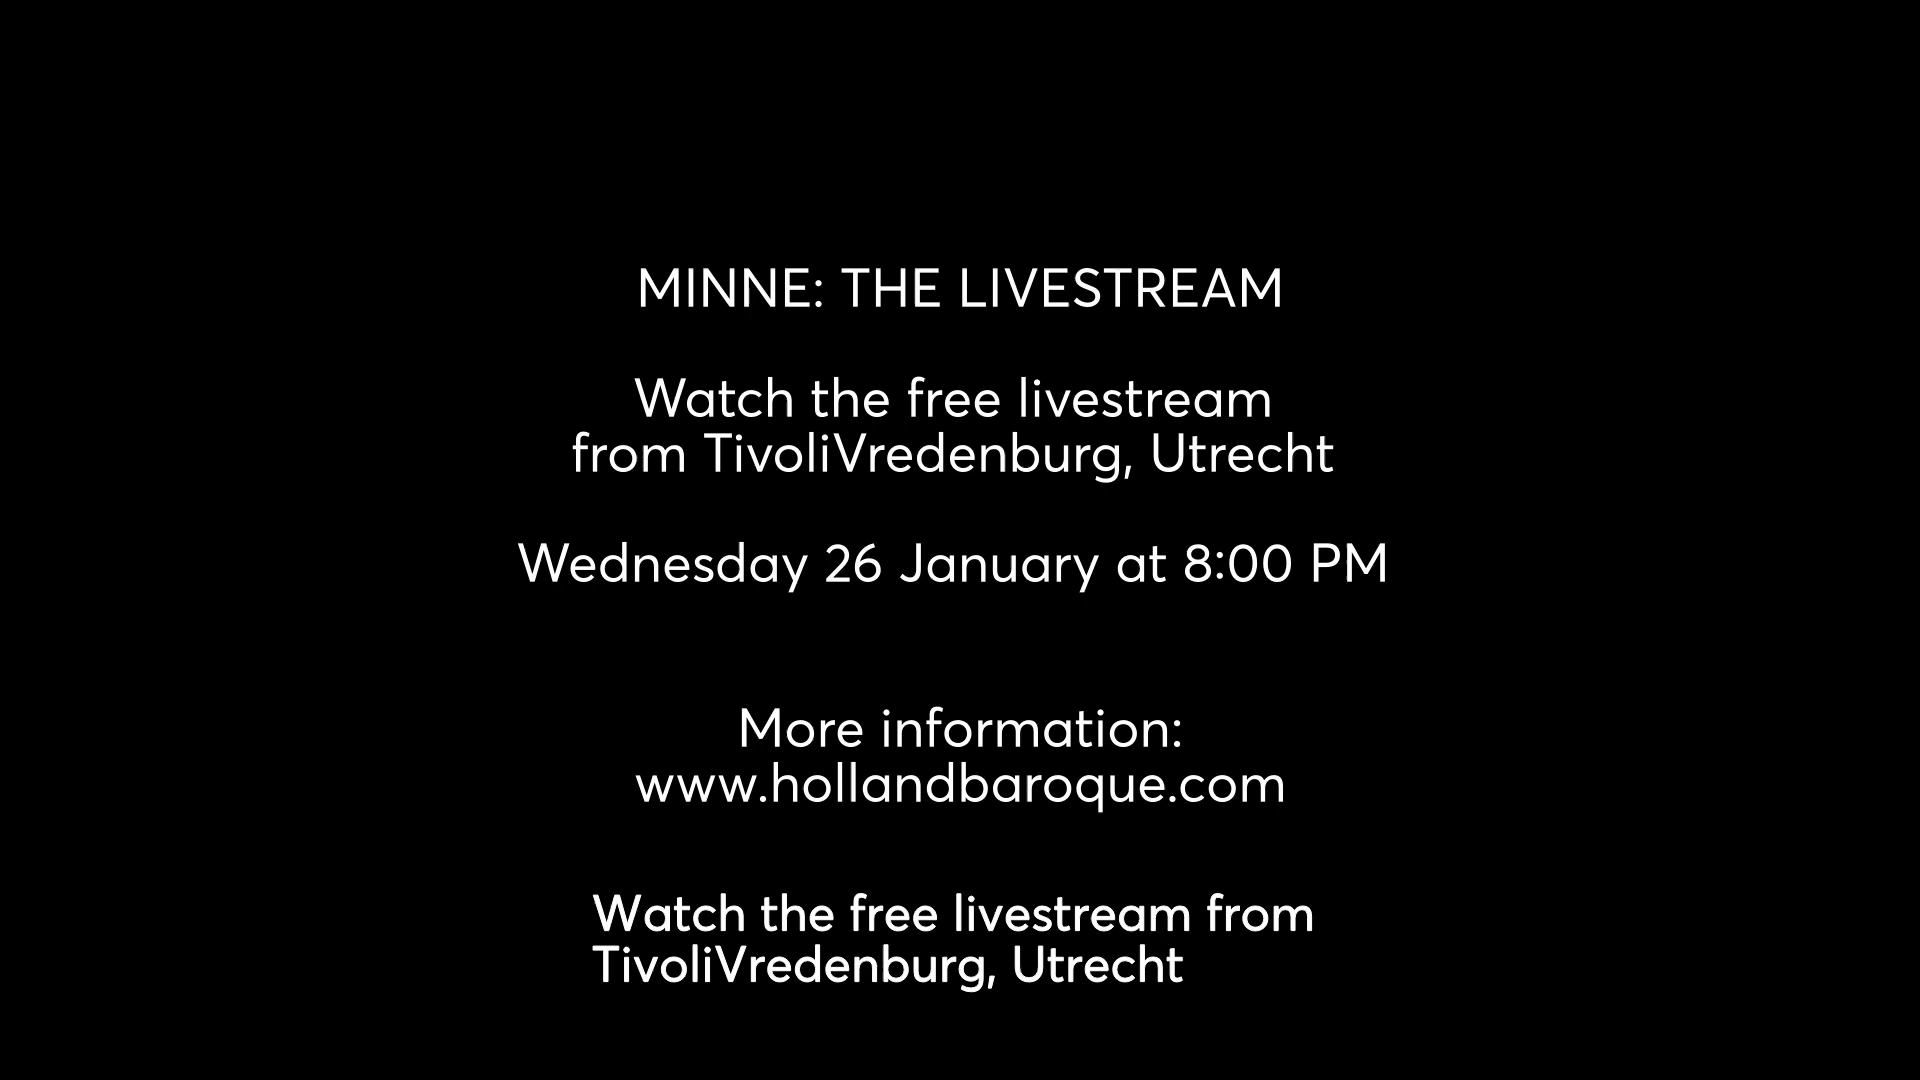 MINNE: THE LIVESTREAM
Watch the free livestream
from TivoliVredenburg, Utrecht
Wednesday 26 January at 8:00 PM
More information:
www.hollandbaroque.com
Watch the free livestream from
TivoliVredenburg, Utrecht